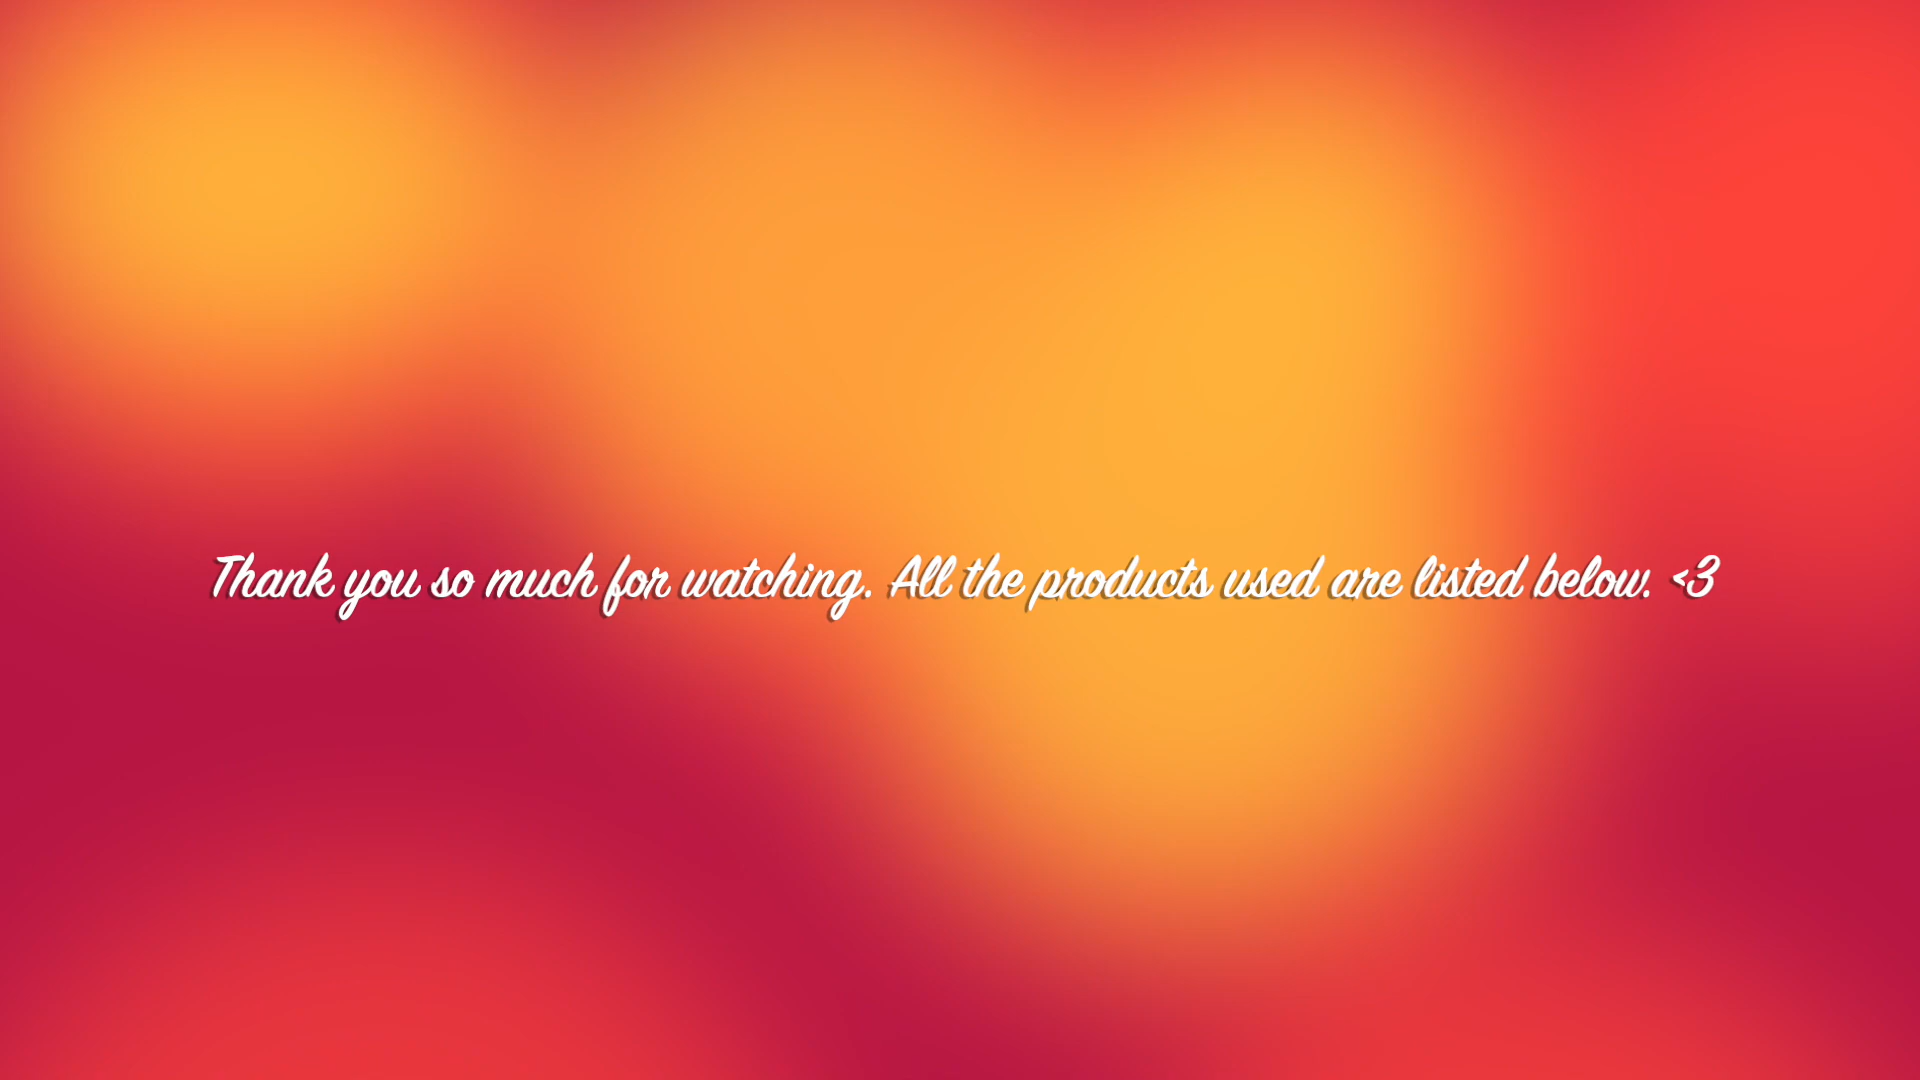 Thank you so much for watching. All the products used are listed below. <3